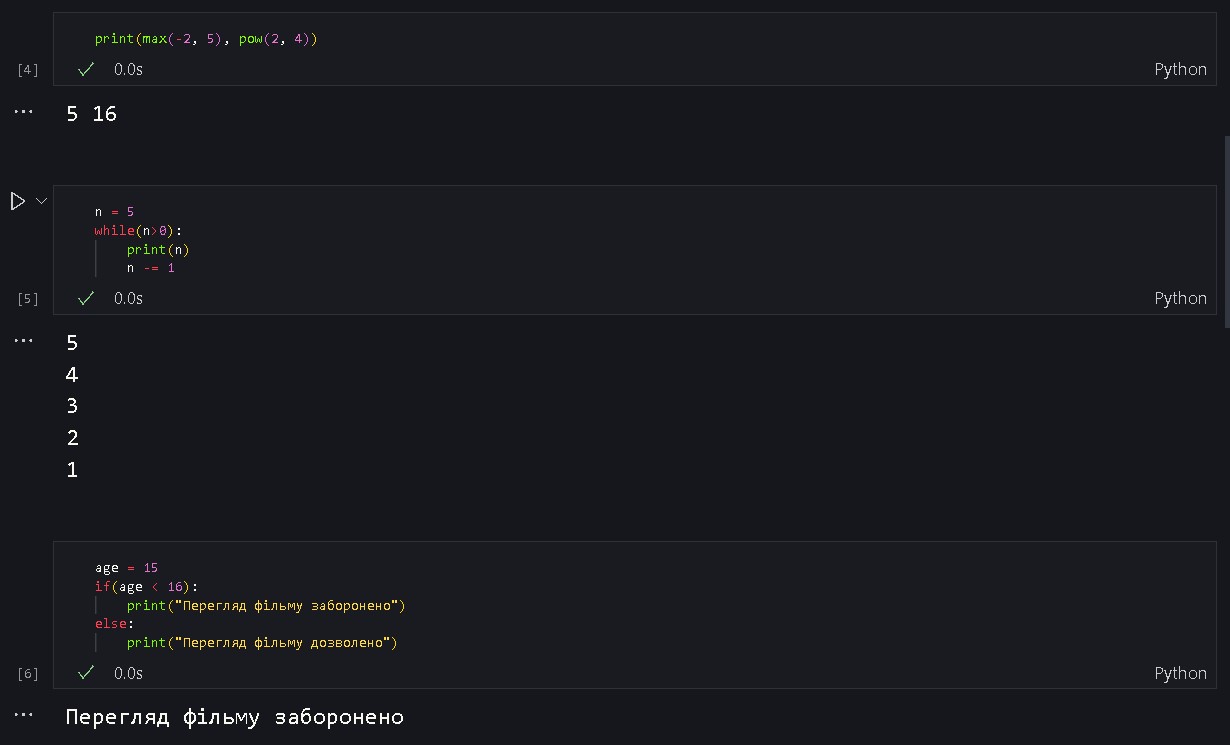 print(max(-2, 5), pow(2, 4))
[4]
0.0s
Python
5 16
n = 5
while(n>0):
    print(n)
    n -= 1
[5]
0.0s
Python
5
4
3
2
1
age = 15
if(age < 16):
    print("Перегляд фільму заборонено")
else:
    print("Перегляд фільму дозволено")
[6]
0.0s
Python
Перегляд фільму заборонено